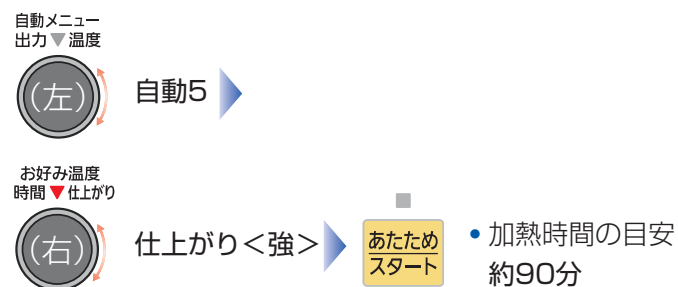 自動メニュー
出力▼温度
(左)
自動5
お好み温度
時間▼仕上がり
(右)
仕上がり<強>
あたため
スタート
•加熱時間の目安
約90分